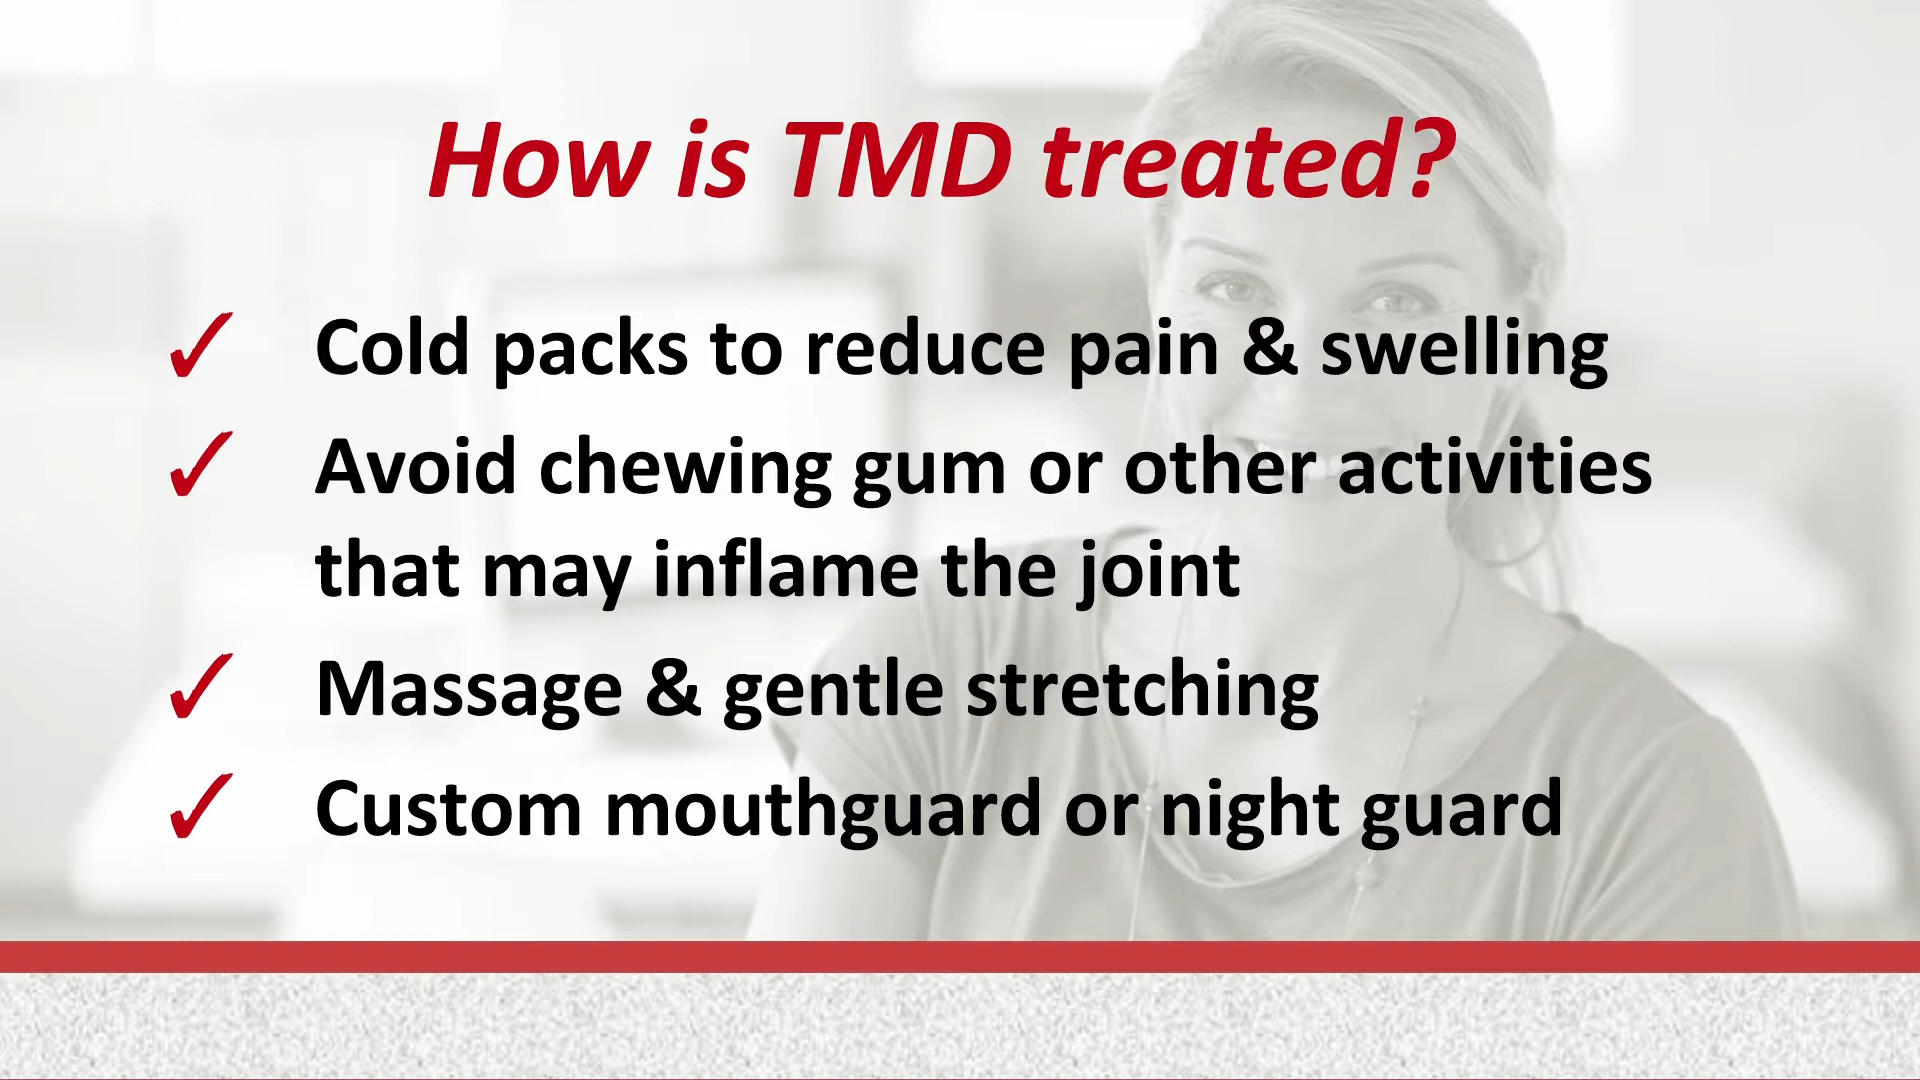 How is TMD treated?
✓ Cold packs to reduce pain & swelling
✓ Avoid chewing gum or other activities
that may inflame the joint
✓ Massage & gentle stretching
✓ Custom mouthguard or night guard